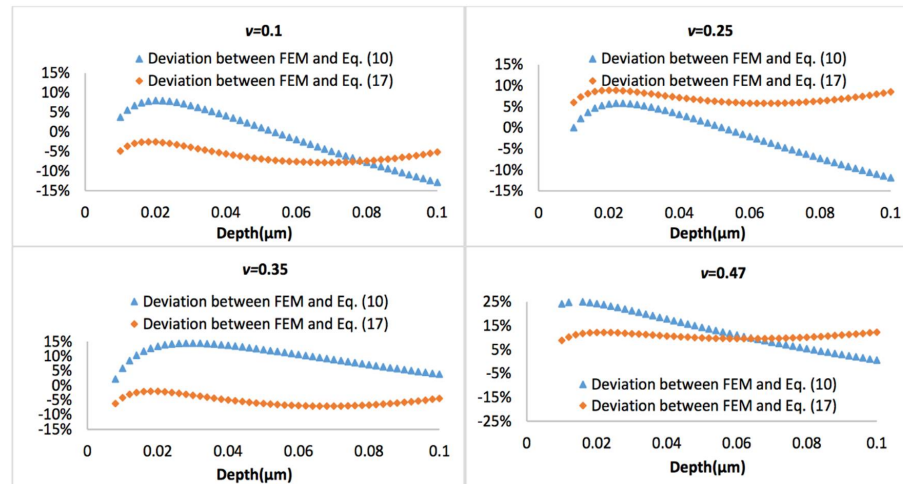 v=0.1
Deviation between FEM and Eq. (10)
Deviation between FEM and Eq. (17)
15%
10%
5%
0%
-5%
-10%
-15%
0 0.02 0.04 0.06 0.08 0.1
Depth(μm)
v=0.25
Deviation between FEM and Eq. (10)
Deviation between FEM and Eq. (17)
15%
10%
5%
0%
-5%
-10%
-15%
0 0.02 0.04 0.06 0.08 0.1
Depth(μm)
v=0.35
Deviation between FEM and Eq. (10)
Deviation between FEM and Eq. (17)
15%
10%
5%
0%
-5%
-10%
-15%
0 0.02 0.04 0.06 0.08 0.1
Depth(μm)
v=0.47
25%
15%
5%
-5%
-15%
-25%
Deviation between FEM and Eq. (10)
Deviation between FEM and Eq. (17)
0 0.02 0.04 0.06 0.08 0.1
Depth(μm)